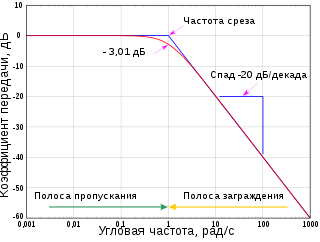 Коэффициент передачи, дБ
10
0
-10
-20
-30
-40
-50
-60
Частота среза
- 3,01 дБ
Спад -20 дБ/декада
Полоса пропускания
Полоса заграждения
0,001
0,01
0,1
1
10
100
1000
Угловая частота, рад/с